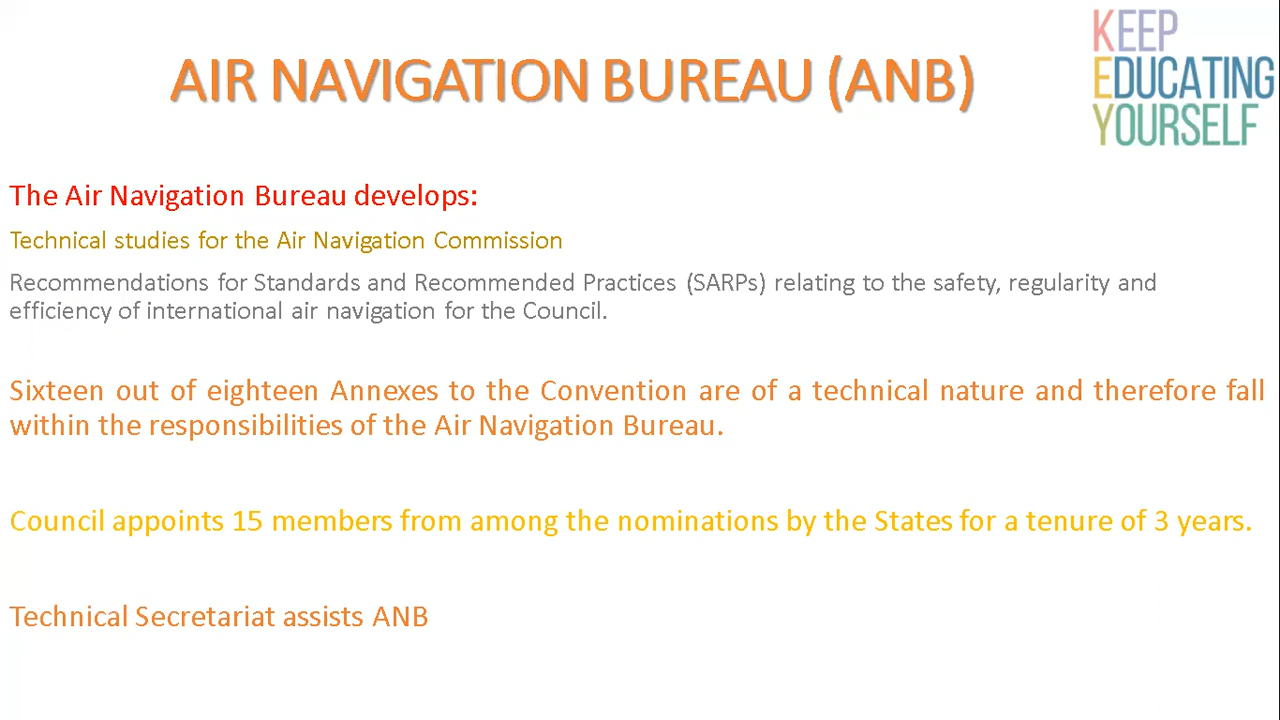 AIR NAVIGATION BUREAU (ANB)
KEEP
EDUCATING
YOURSELF
The Air Navigation Bureau develops:
Technical studies for the Air Navigation Commission
Recommendations for Standards and Recommended Practices (SARPs) relating to the safety, regularity and
efficiency of international air navigation for the Council.
Sixteen out of eighteen Annexes to the Convention are of a technical nature and therefore fall
within the responsibilities of the Air Navigation Bureau.
Council appoints 15 members from among the nominations by the States for a tenure of 3 years.
Technical Secretariat assists ANB